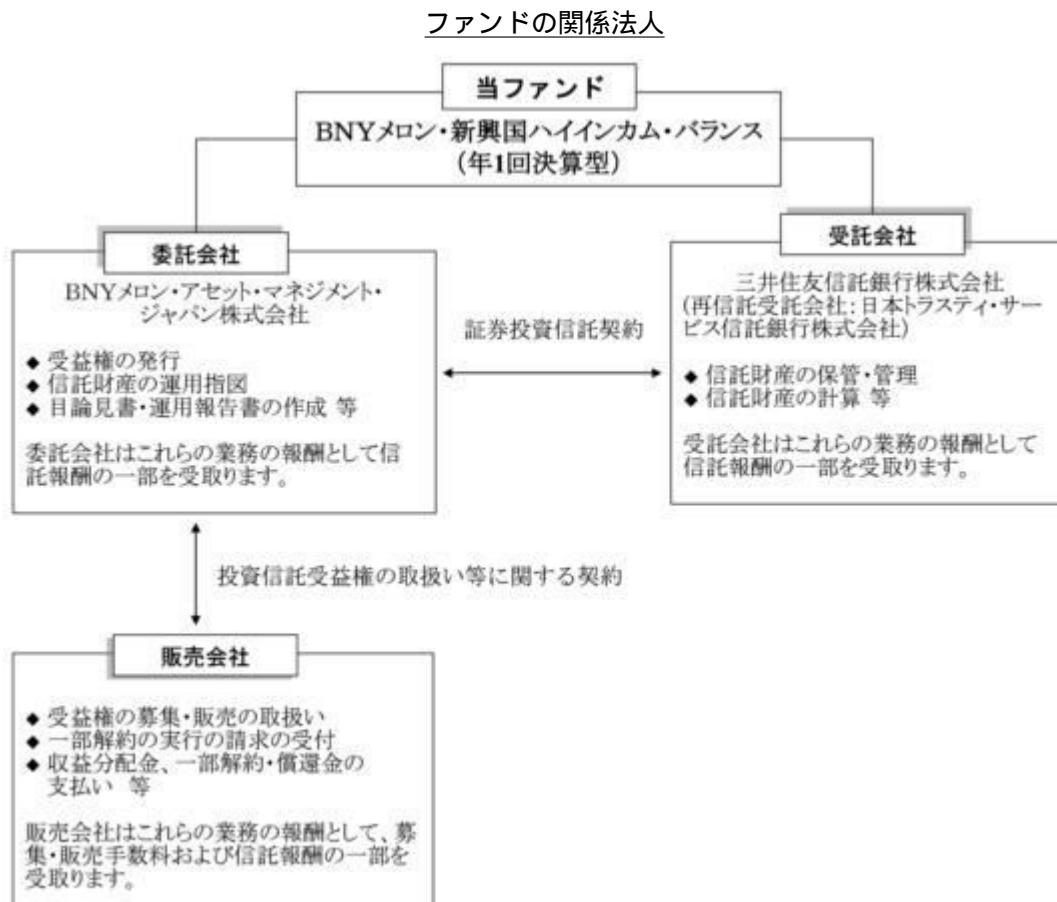 ファンドの関係法人
当ファンド
BNYメロン・新興国ハイインカム・バランス
(年1回決算型)
委託会社
BNYメロン・アセット・マネジメント・
ジャパン株式会社
◆ 受益権の発行
◆ 信託財産の運用指図
◆ 目論見書・運用報告書の作成 等
委託会社はこれらの業務の報酬として信
託報酬の一部を受取ります。
証券投資信託契約
受託会社
三井住友信託銀行株式会社
(再信託受託会社:日本トラスティ・サー
ビス信託銀行株式会社)
◆ 信託財産の保管・管理
◆ 信託財産の計算 等
受託会社はこれらの業務の報酬として
信託報酬の一部を受取ります。
投資信託受益権の取扱い等に関する契約
販売会社
◆ 受益権の募集・販売の取扱い
◆ 一部解約の実行の請求の受付
◆ 収益分配金、一部解約・償還金の
支払い 等
販売会社はこれらの業務の報酬として、募
集・販売手数料および信託報酬の一部を
受取ります。